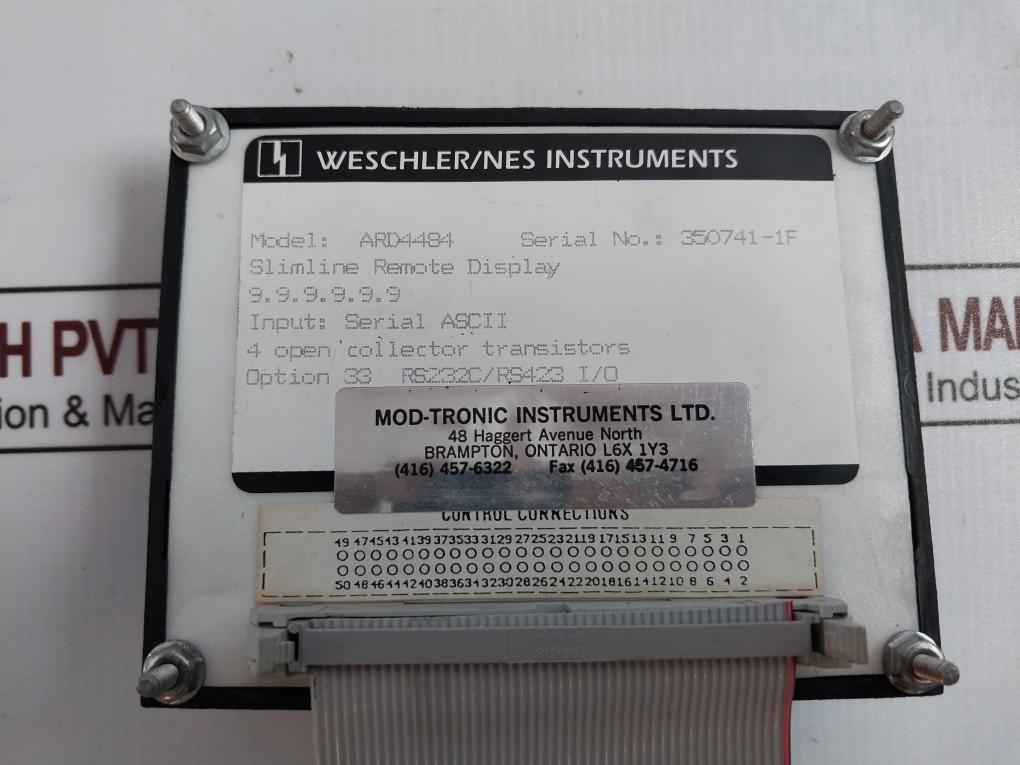 WESCHLER/NES INSTRUMENTS
Model: ARD4484 Serial No.: 350741-1F
Slimline Remote Display
9.9.9.9.9.9
Input: Serial ASCII
4 open collector transistors
Option 33 RS232C/RS423 I/O
MOD-TRONIC INSTRUMENTS LTD.
48 Haggert Avenue North
BRAMPTON, ONTARIO L6X 1Y3
(416) 457-6322 Fax (416) 457-4716
CONTROL CONNECTIONS
49 47 45 43 41 39 37 35 33 31 29 27 25 23 21 19 17 15 13 11 9 7 5 3 1
50 48 46 44 42 40 38 36 34 32 30 28 26 24 22 20 18 16 14 12 10 8 6 4 2
H PVT
ion & Ma
A MA
Indus